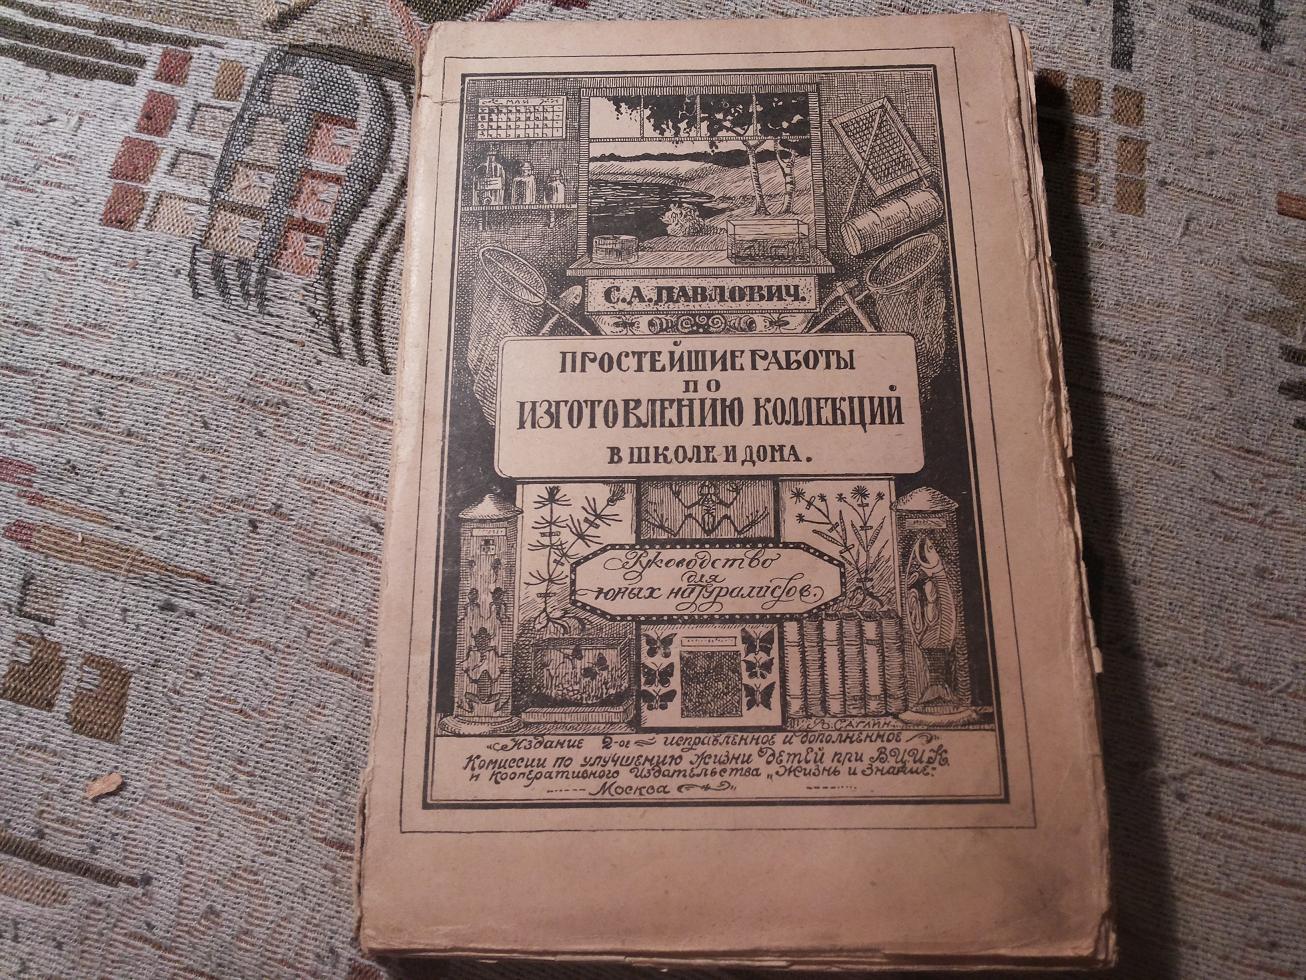 МАЙ
С.А.ПАВЛОВИЧ.
ПРОСТЕЙШИЕ РАБОТЫ
ПО
ИЗГОТОВЛЕНИЮ КОЛЛЕКЦИЙ
В ШКОЛЕ И ДОМА.
Руководство
для
юных натуралистов.
Издание 2-ое исправленное и дополненное
Комиссии по улучшению жизни детей при В.Ц.И.К
и кооперативного издательства „Жизнь и Знание"
Москва